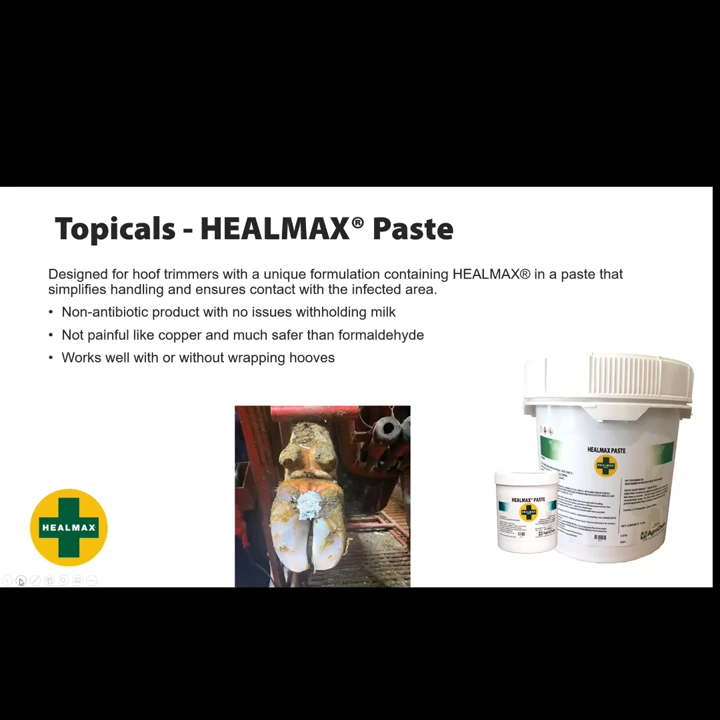 Topicals - HEALMAX® Paste
Designed for hoof trimmers with a unique formulation containing HEALMAX® in a paste that
simplifies handling and ensures contact with the infected area.
• Non-antibiotic product with no issues withholding milk
• Not painful like copper and much safer than formaldehyde
• Works well with or without wrapping hooves
HEALMAX
HEALMAX® PASTE
HEALMAX PASTE